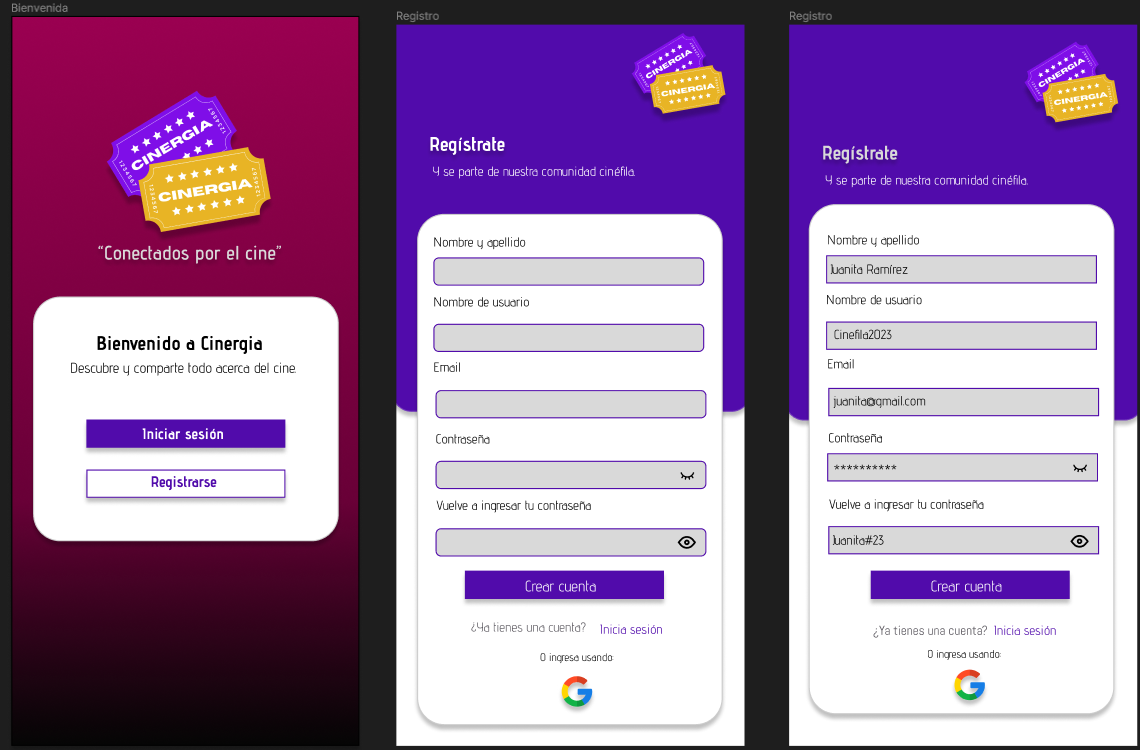 Bienvenida
CINERGIA
1234567
1234567
CINERGIA
1234567
1234567
“Conectados por el cine”
Bienvenido a Cinergia
Descubre y comparte todo acerca del cine.
Iniciar sesión
Registrarse
Registro
CINERGIA
CINERGIA
Regístrate
Y se parte de nuestra comunidad cinéfila.
Nombre y apellido
Nombre de usuario
Email
Contraseña
Vuelve a ingresar tu contraseña
Crear cuenta
¿Ya tienes una cuenta? Inicia sesión
O ingresa usando:
G
Registro
CINERGIA
CINERGIA
Regístrate
Y se parte de nuestra comunidad cinéfila.
Nombre y apellido
Juanita Ramírez
Nombre de usuario
Cinefila2023
Email
juanita@gmail.com
Contraseña
**********
Vuelve a ingresar tu contraseña
Juanita#23
Crear cuenta
¿Ya tienes una cuenta? Inicia sesión
O ingresa usando:
G